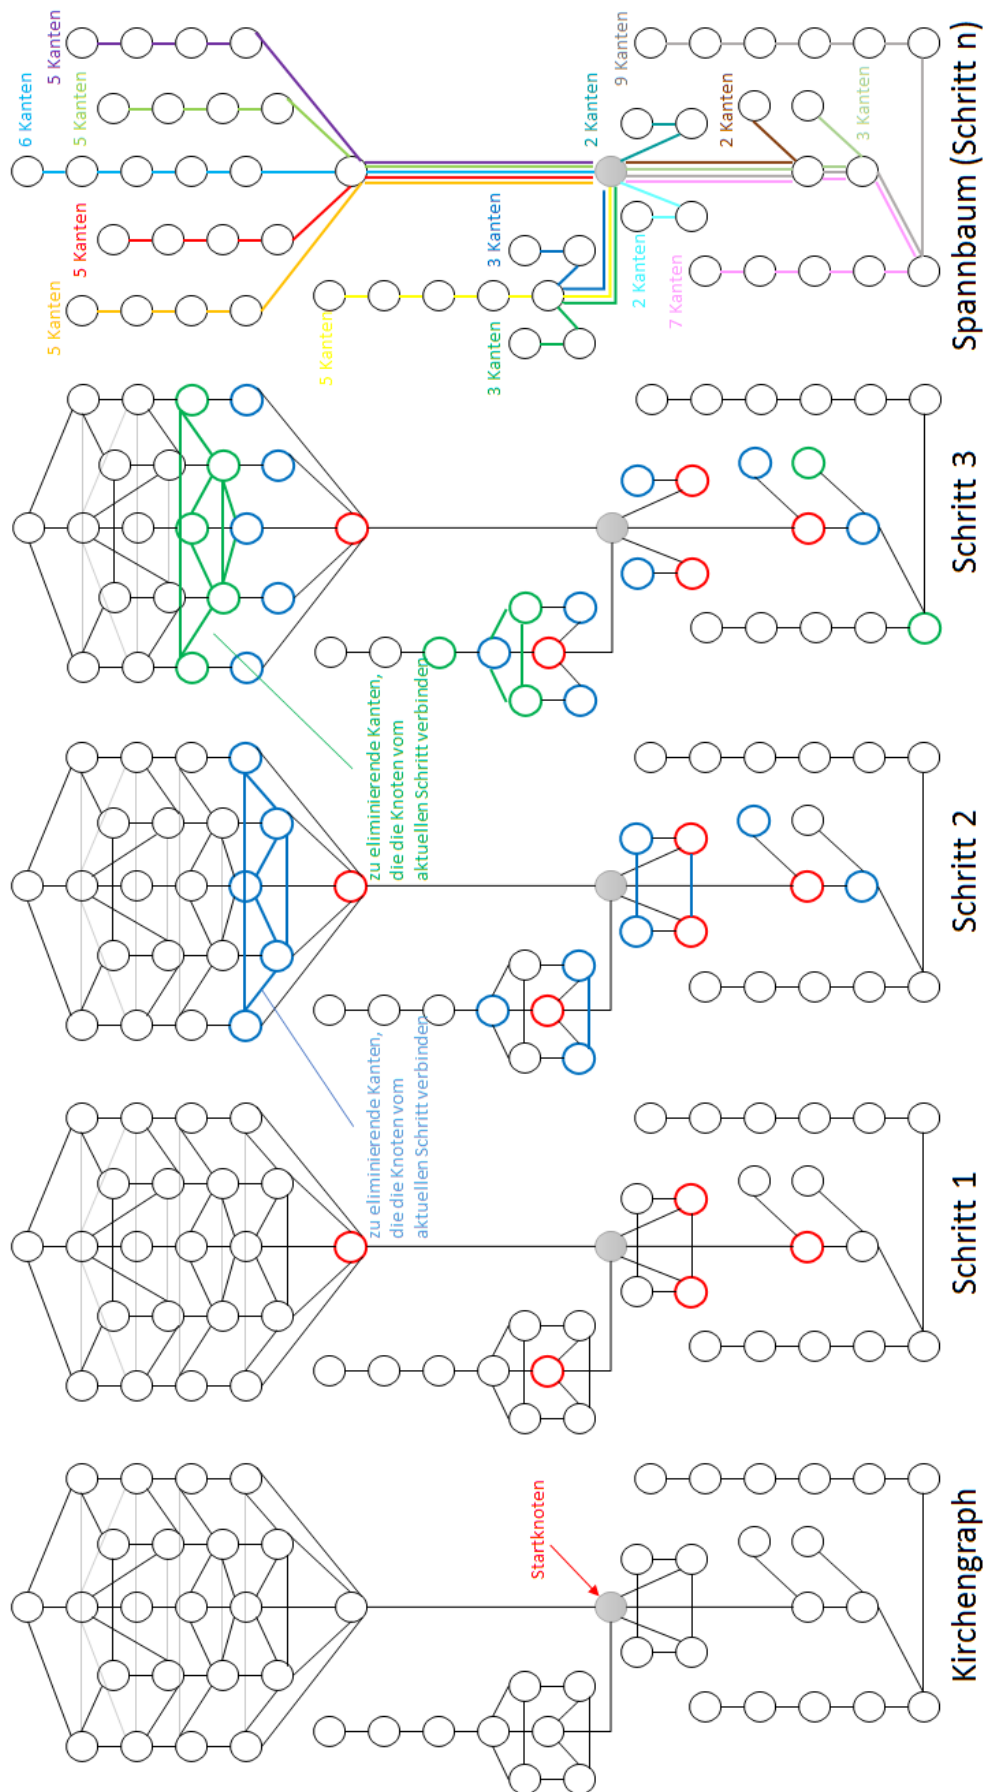 Kirchengraph
Startknoten
Schritt 1
zu eliminierende Kanten,
die die Knoten vom
aktuellen Schritt verbinden
Schritt 2
zu eliminierende Kanten,
die die Knoten vom
aktuellen Schritt verbinden
Schritt 3
Spannbaum (Schritt n)
5 Kanten
5 Kanten
6 Kanten
5 Kanten
5 Kanten
5 Kanten
3 Kanten
3 Kanten
2 Kanten
2 Kanten
7 Kanten
9 Kanten
2 Kanten
3 Kanten